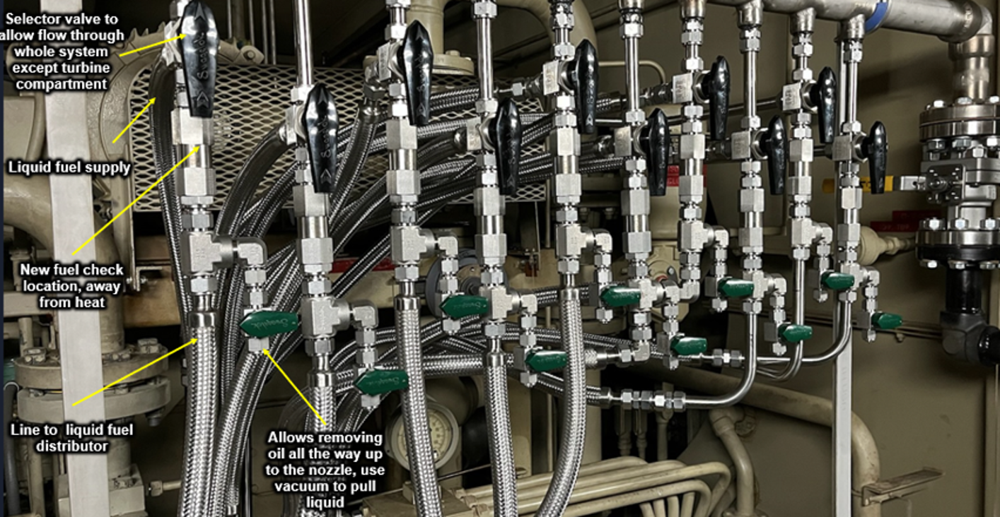 Selector valve to
allow flow through
whole system
except turbine
compartment
Liquid fuel supply
New fuel check
location, away
from heat
Line to  liquid fuel
distributor
Allows removing
oil all the way up
to the nozzle, use
vacuum to pull
liquid